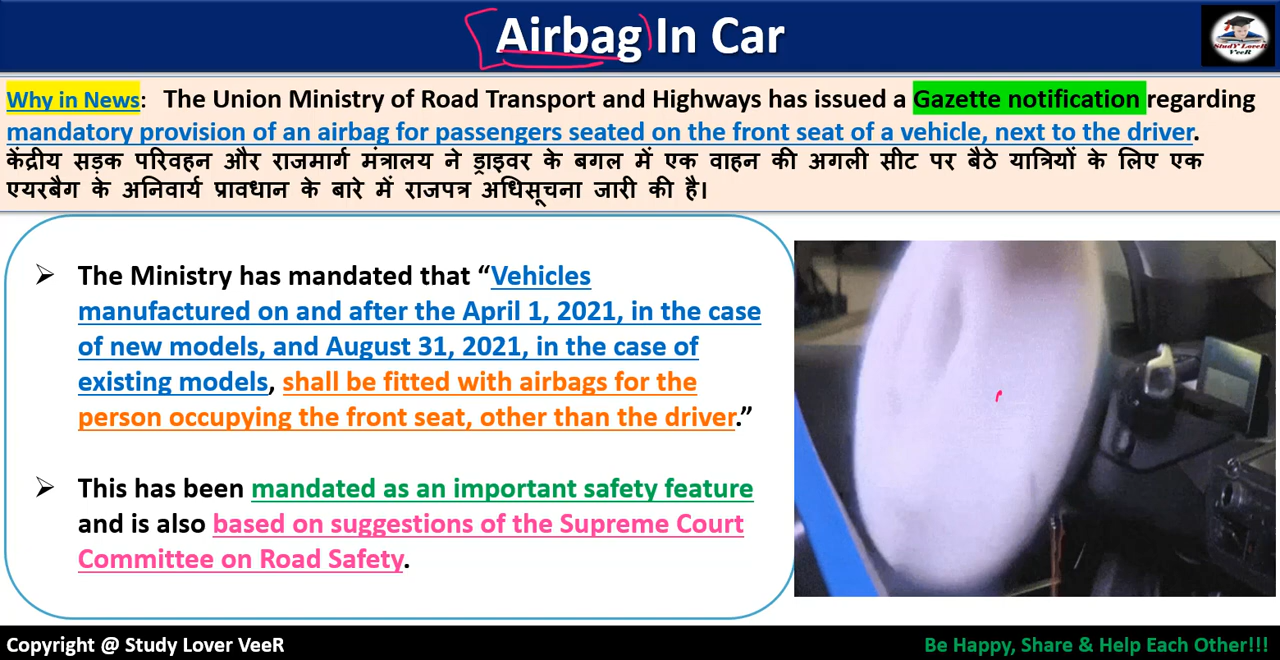 Airbag In Car
StudY LoveR
VeeR
Why in News: The Union Ministry of Road Transport and Highways has issued a Gazette notification regarding
mandatory provision of an airbag for passengers seated on the front seat of a vehicle, next to the driver.
केंद्रीय सड़क परिवहन और राजमार्ग मंत्रालय ने ड्राइवर के बगल में एक वाहन की अगली सीट पर बैठे यात्रियों के लिए एक
एयरबैग के अनिवार्य प्रावधान के बारे में राजपत्र अधिसूचना जारी की है।
➢ The Ministry has mandated that “Vehicles
manufactured on and after the April 1, 2021, in the case
of new models, and August 31, 2021, in the case of
existing models, shall be fitted with airbags for the
person occupying the front seat, other than the driver.”
➢ This has been mandated as an important safety feature
and is also based on suggestions of the Supreme Court
Committee on Road Safety.
Copyright @ Study Lover VeeR
Be Happy, Share & Help Each Other!!!